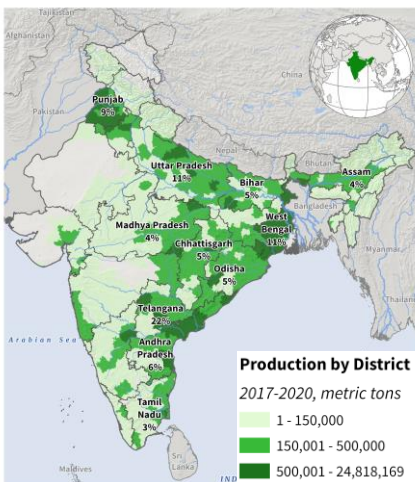 Tajikistan
Afghanistan
China
Pakistan
Punjab
9%
Nepal
Bhutan
Uttar Pradesh
11%
Bihar
5%
Assam
4%
Bangladesh
Madhya Pradesh
4%
West
Bengal
11%
Chhattisgarh
5%
Odisha
5%
Myanmar
Thailand
Telangana
22%
Arabian Sea
Andhra
Pradesh
6%
Tamil
Nadu
3%
Sri
Lanka
Maldives
Production by District
2017-2020, metric tons
1 - 150,000
150,001 - 500,000
500,001 - 24,818,169